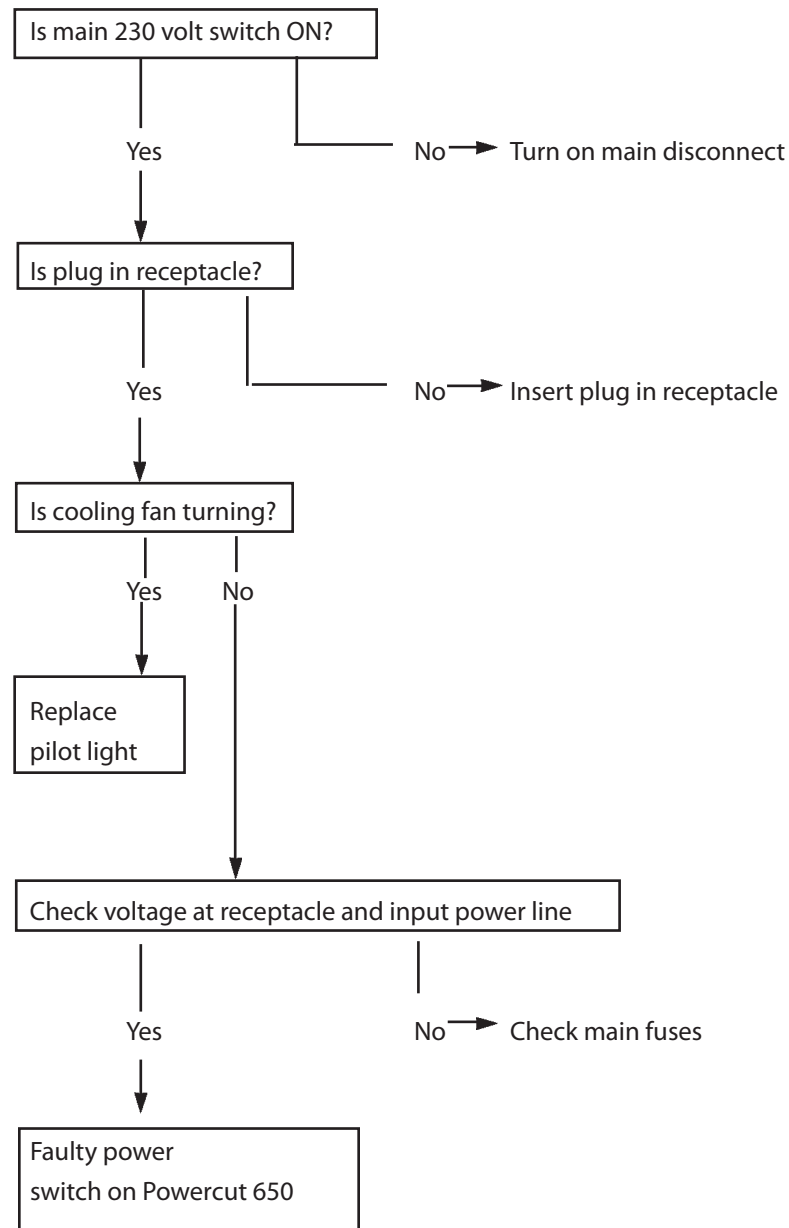 Is main 230 volt switch ON?
Yes
No
Turn on main disconnect
Is plug in receptacle?
Yes
No
Insert plug in receptacle
Is cooling fan turning?
Yes
No
Replace
pilot light
Check voltage at receptacle and input power line
Yes
No
Check main fuses
Faulty power
switch on Powercut 650